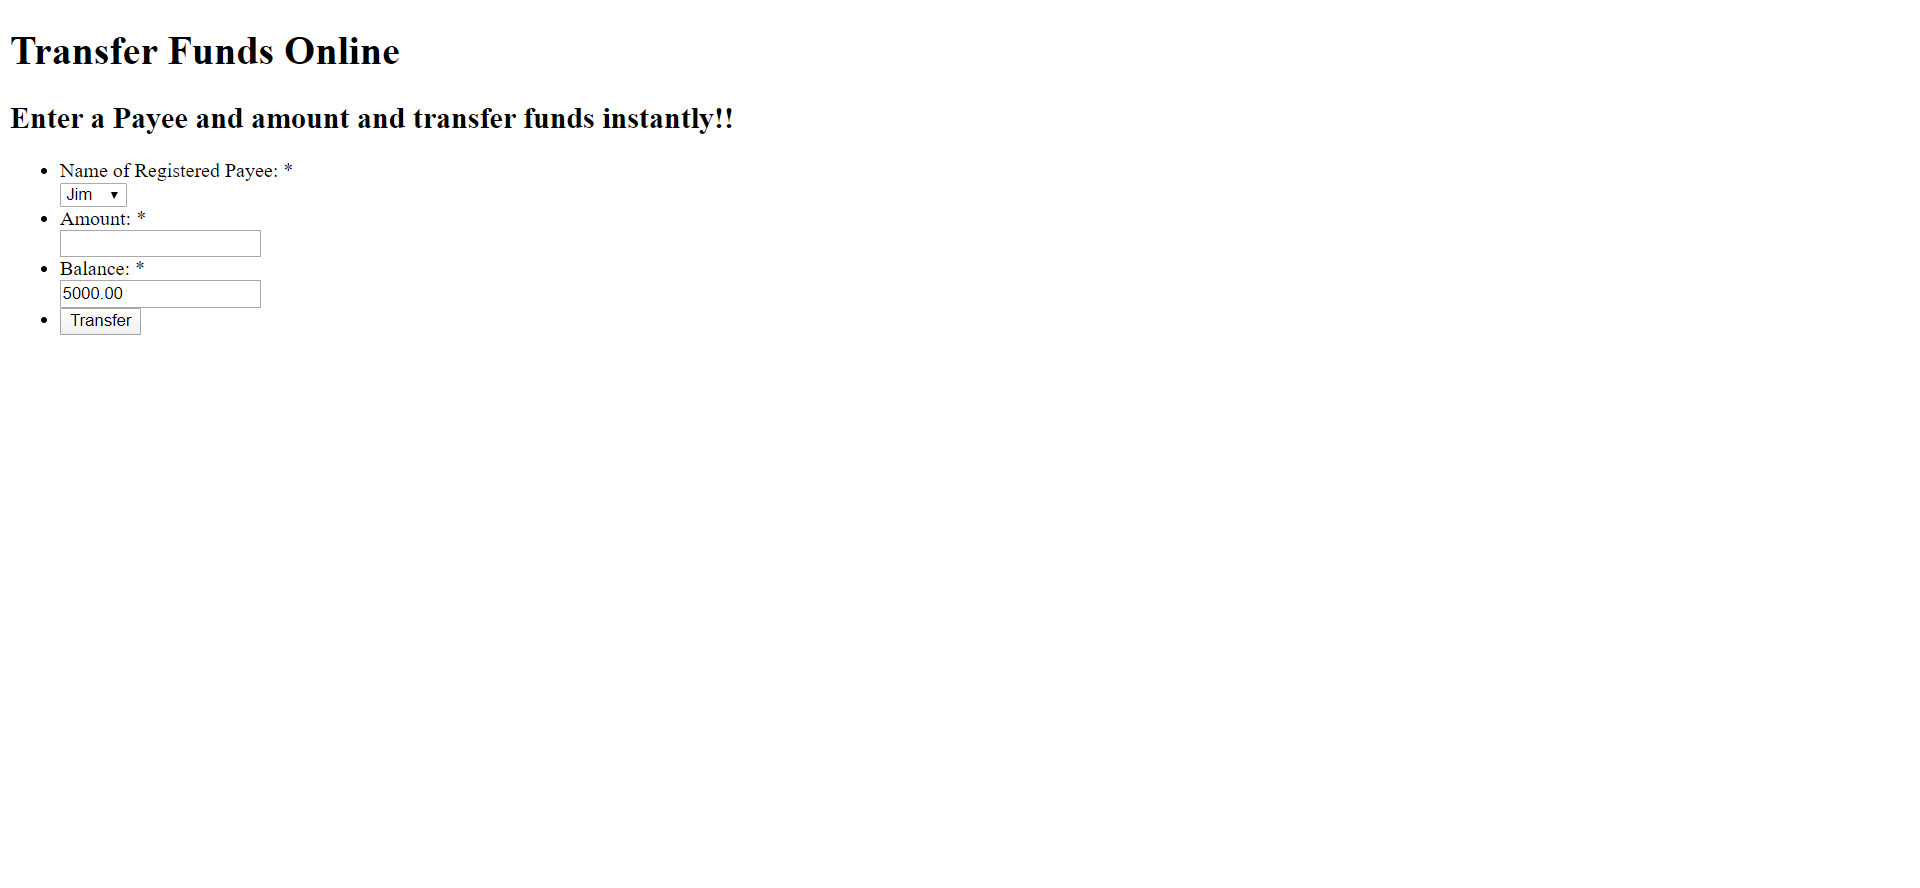 Transfer Funds Online
Enter a Payee and amount and transfer funds instantly!!
Name of Registered Payee: *
Jim
Amount: *
Balance: *
5000.00
Transfer